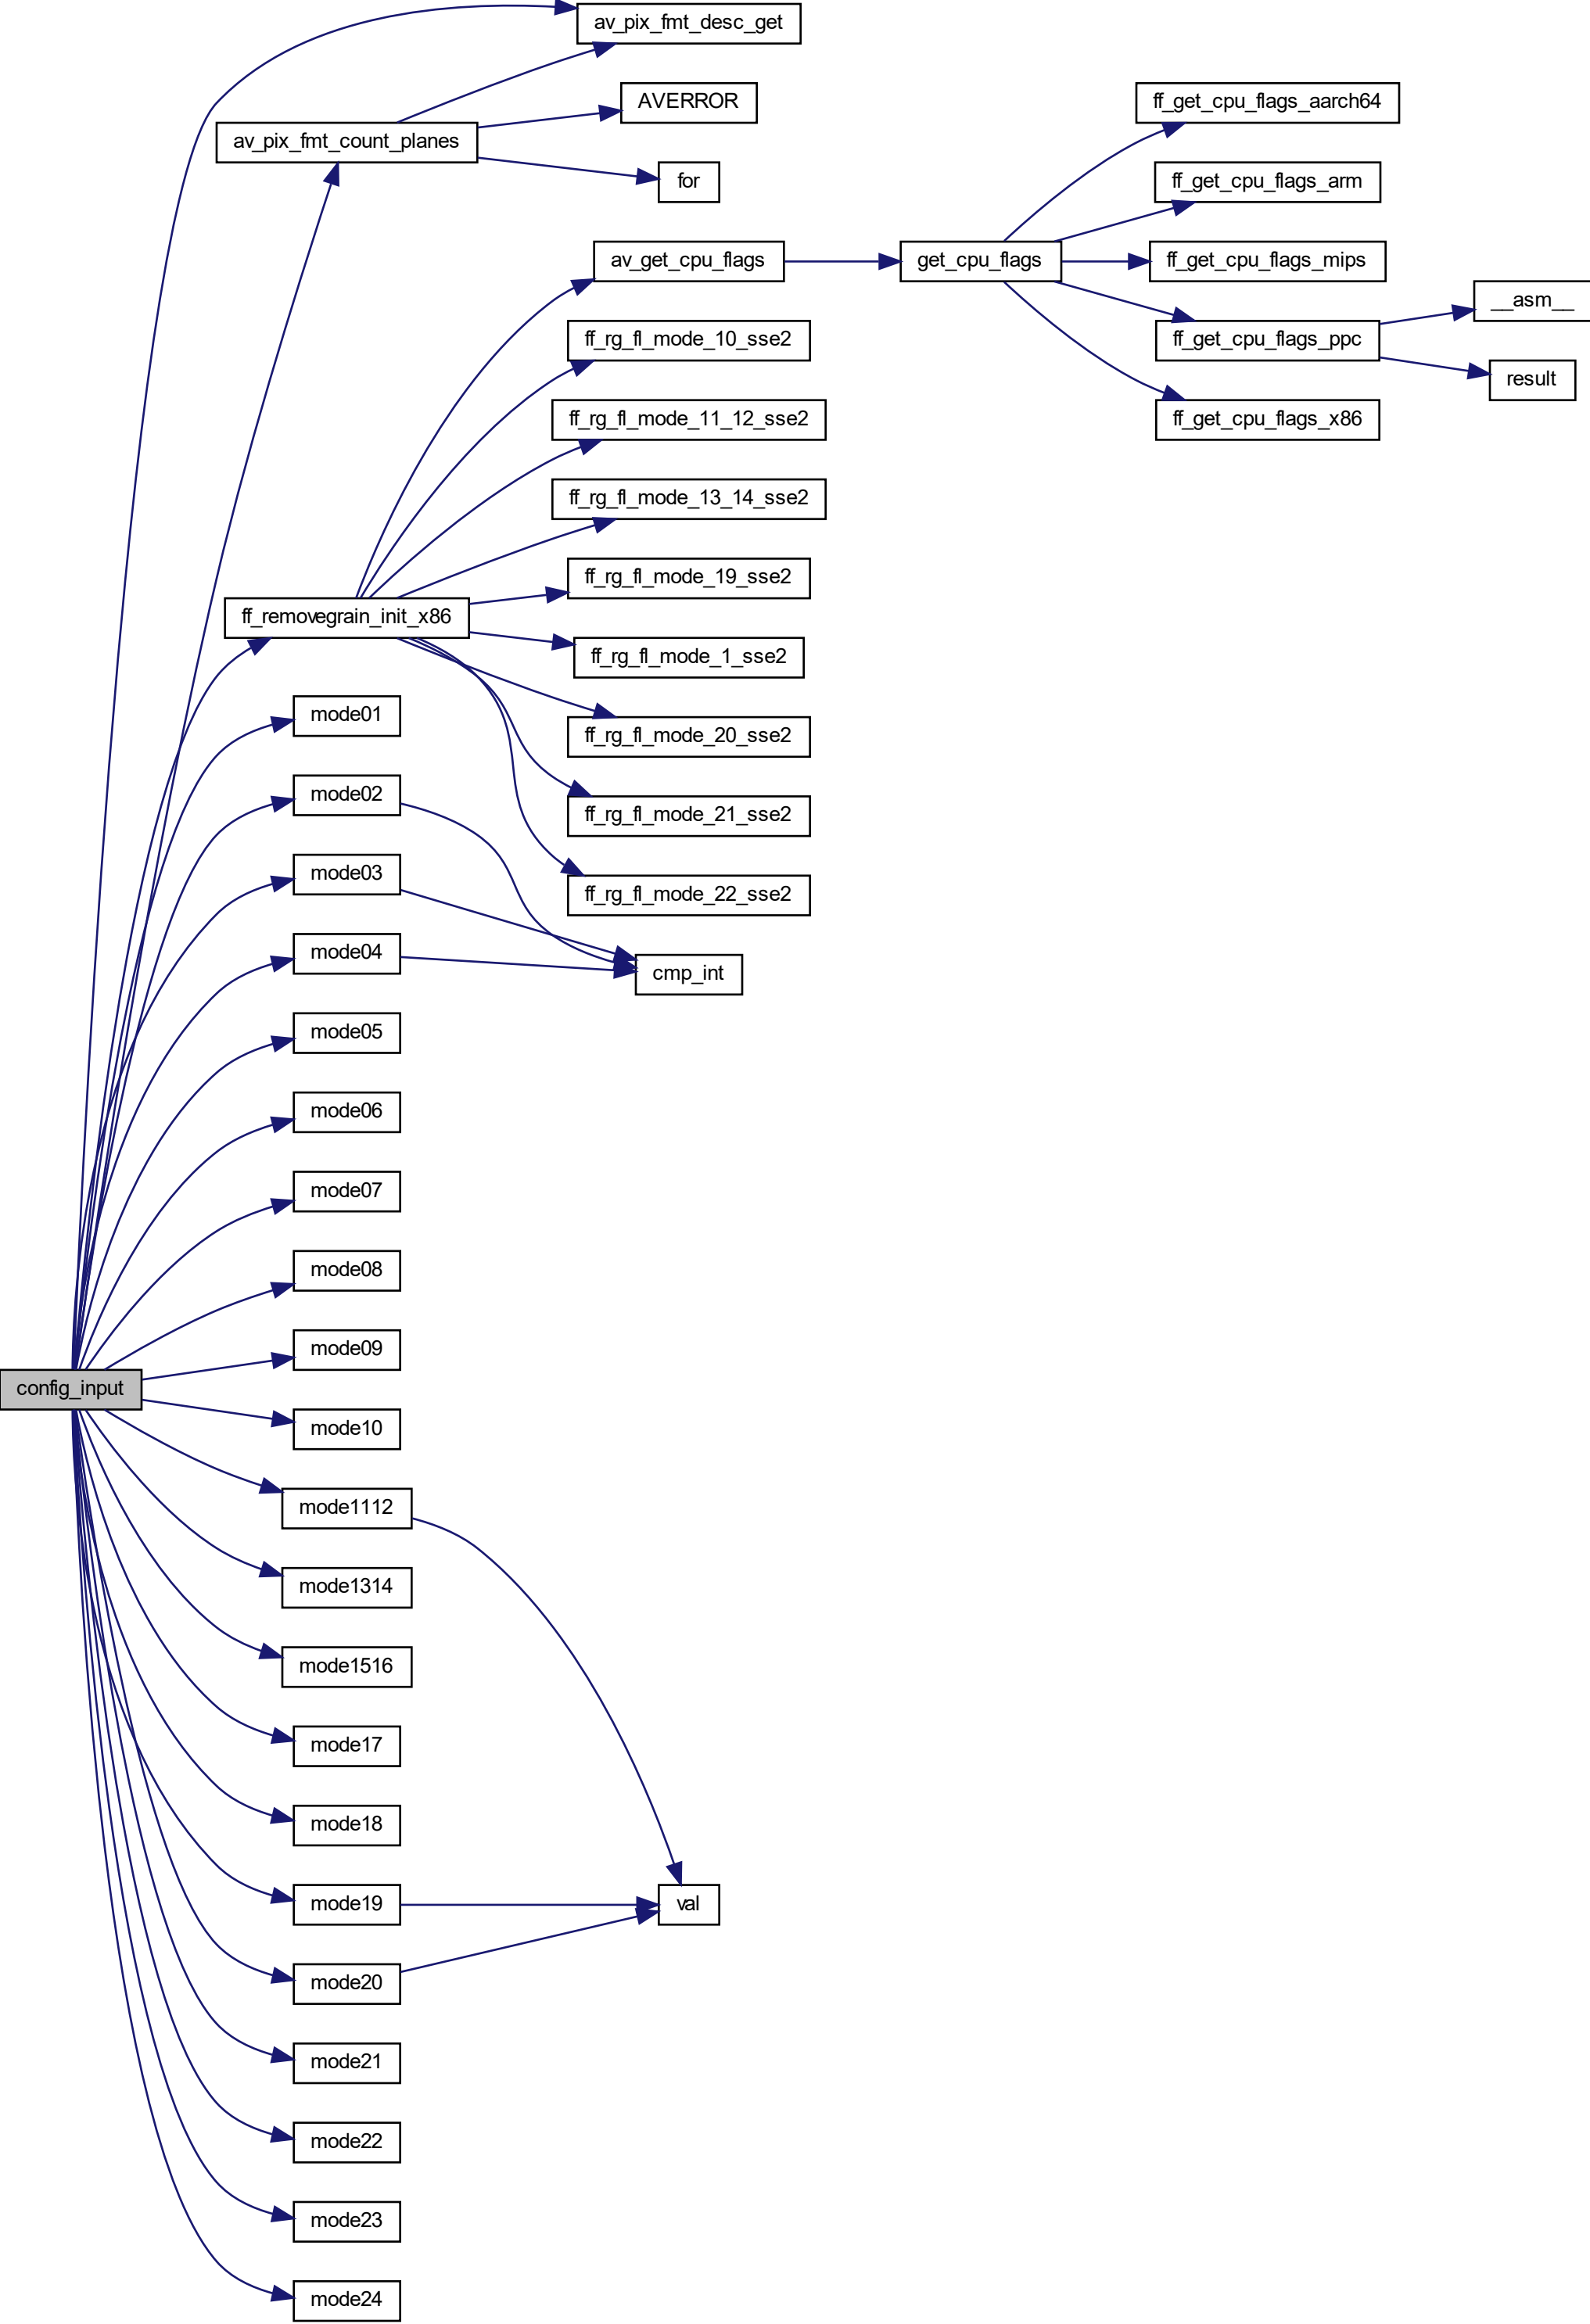 av_pix_fmt_desc_get
AVERROR
ff_get_cpu_flags_aarch64
av_pix_fmt_count_planes
for
ff_get_cpu_flags_arm
av_get_cpu_flags
get_cpu_flags
ff_get_cpu_flags_mips
__asm__
ff_rg_fl_mode_10_sse2
ff_get_cpu_flags_ppc
result
ff_rg_fl_mode_11_12_sse2
ff_get_cpu_flags_x86
ff_rg_fl_mode_13_14_sse2
ff_rg_fl_mode_19_sse2
ff_removegrain_init_x86
ff_rg_fl_mode_1_sse2
mode01
ff_rg_fl_mode_20_sse2
mode02
ff_rg_fl_mode_21_sse2
mode03
ff_rg_fl_mode_22_sse2
mode04
cmp_int
mode05
mode06
mode07
mode08
mode09
config_input
mode10
mode1112
mode1314
mode1516
mode17
mode18
mode19
val
mode20
mode21
mode22
mode23
mode24